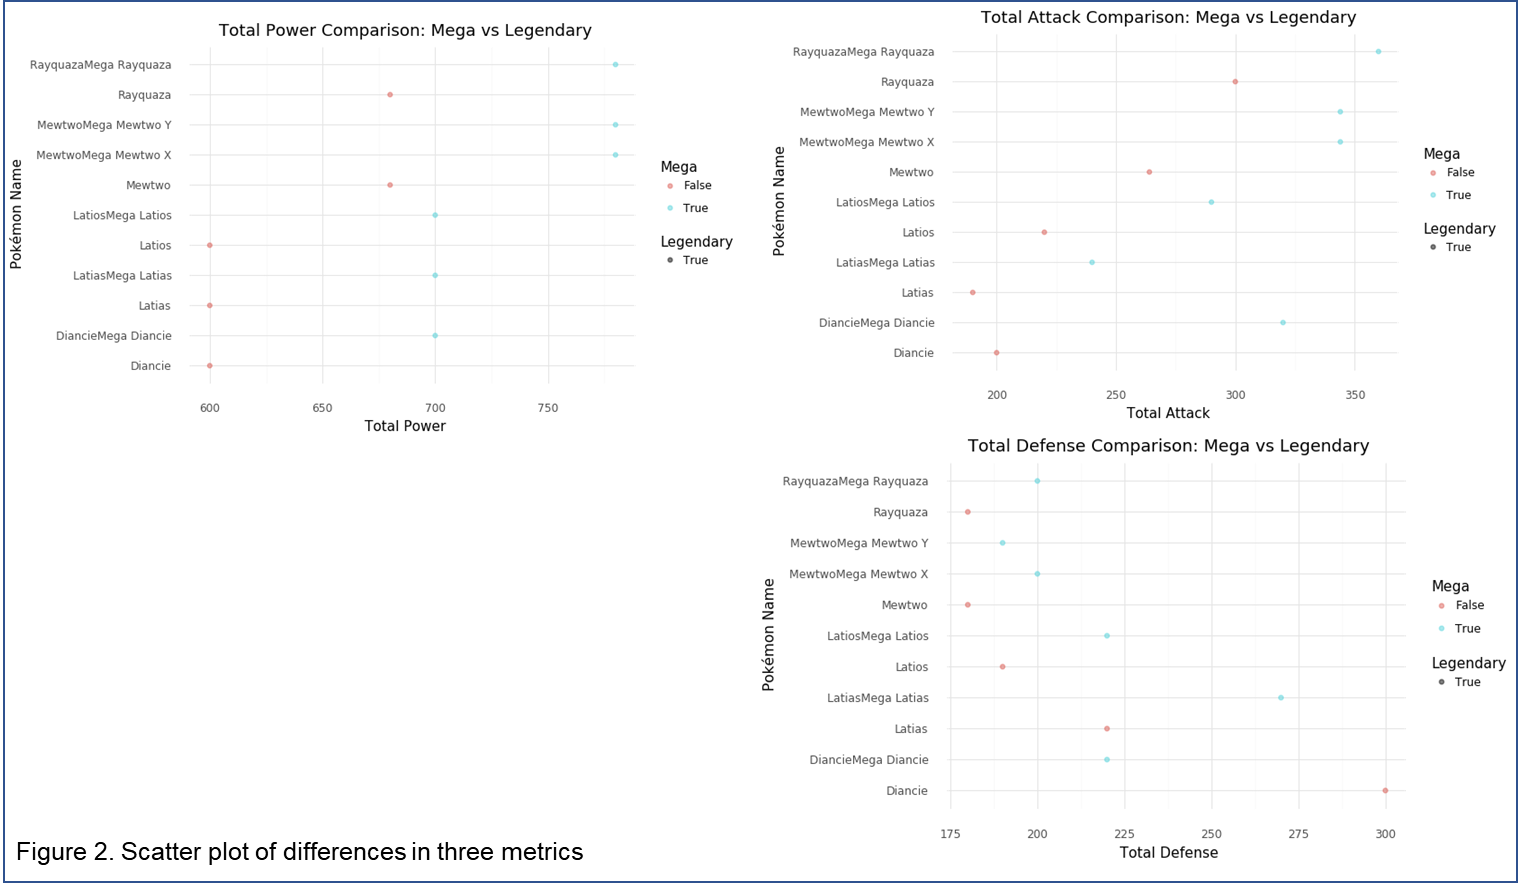 Total Power Comparison: Mega vs Legendary
Pokémon Name
RayquazaMega Rayquaza
Rayquaza
MewtwoMega Mewtwo Y
MewtwoMega Mewtwo X
Mewtwo
LatiosMega Latios
Latios
LatiasMega Latias
Latias
DiancieMega Diancie
Diancie
600 650 700 750
Total Power
Mega
False
True
Legendary
True
Total Attack Comparison: Mega vs Legendary
Pokémon Name
RayquazaMega Rayquaza
Rayquaza
MewtwoMega Mewtwo Y
MewtwoMega Mewtwo X
Mewtwo
LatiosMega Latios
Latios
LatiasMega Latias
Latias
DiancieMega Diancie
Diancie
200 250 300 350
Total Attack
Mega
False
True
Legendary
True
Total Defense Comparison: Mega vs Legendary
Pokémon Name
RayquazaMega Rayquaza
Rayquaza
MewtwoMega Mewtwo Y
MewtwoMega Mewtwo X
Mewtwo
LatiosMega Latios
Latios
LatiasMega Latias
Latias
DiancieMega Diancie
Diancie
175 200 225 250 275 300
Total Defense
Mega
False
True
Legendary
True
Figure 2. Scatter plot of differences in three metrics